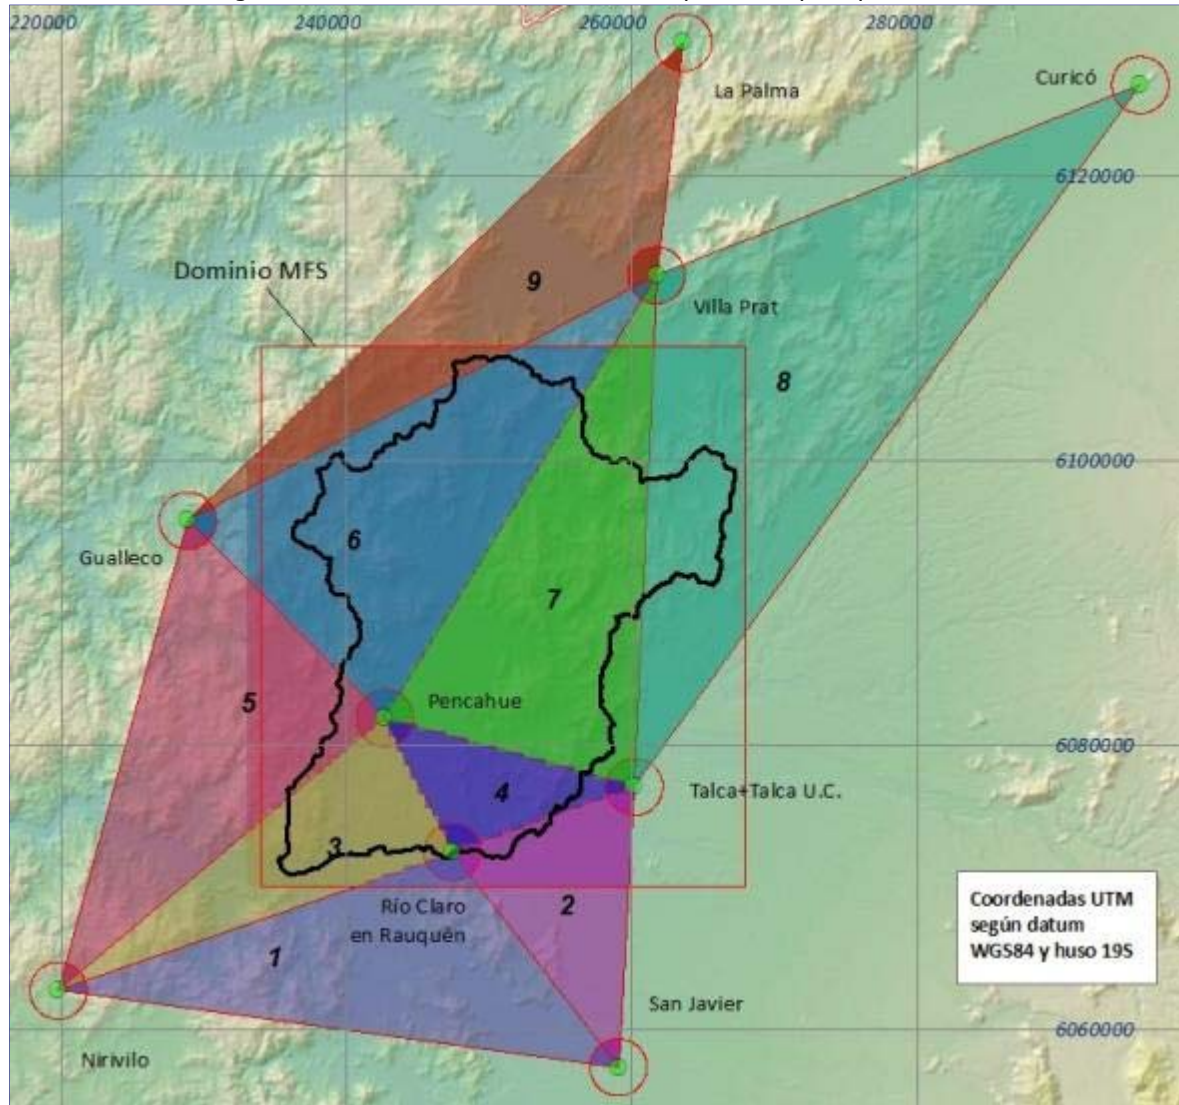 220000
240000
260000
280000
Curicó
La Palma
6120000
Dominio MFS
9
Villa Prat
8
6100000
6
Gualleco
7
5
Pencahue
6080000
4
Talca+Talca U.C.
3
Río Claro
en Rauquén
2
Coordenadas UTM
según datum
WGS84 y huso 19S
1
San Javier
6060000
Nirivilo